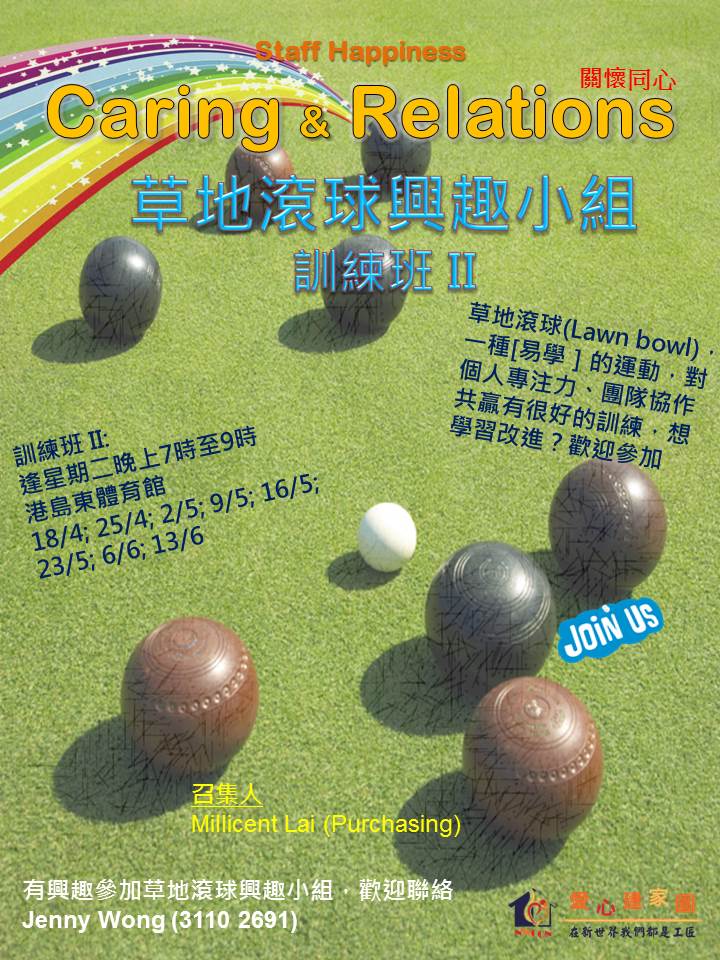 Staff Happiness
關懷同心
Caring & Relations
草地滾球興趣小組
訓練班 II
草地滾球(Lawn bowl)，
一種[易學 ] 的運動，對
個人專注力、團隊協作
共贏有很好的訓練，想
學習改進？歡迎參加
訓練班 II:
逢星期二晚上7時至9時
港島東體育館
18/4; 25/4; 2/5; 9/5; 16/5;
23/5; 6/6; 13/6
JOiN US
召集人
Millicent Lai (Purchasing)
有興趣參加草地滾球興趣小組，歡迎聯絡
Jenny Wong (3110 2691)
愛心建家園
在新世界我們都是工匠